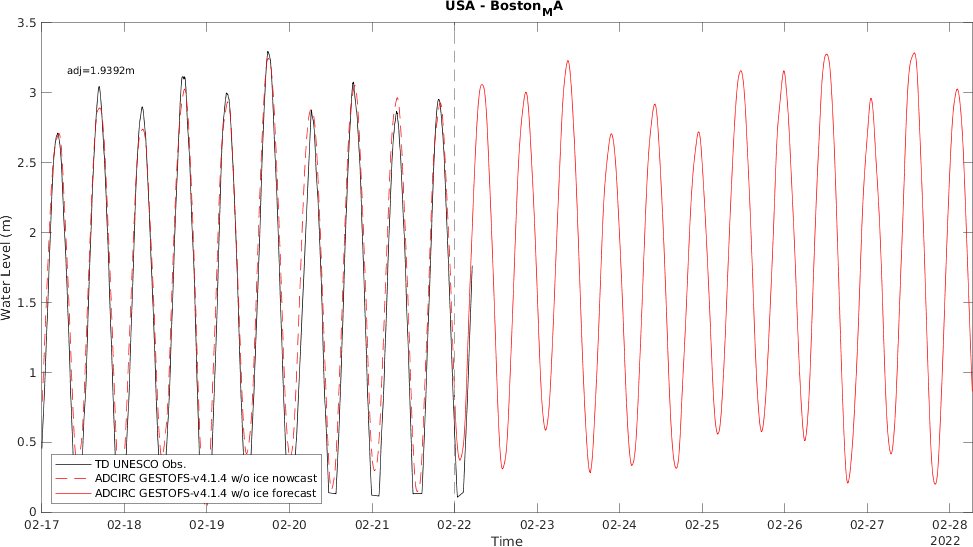 USA - Boston_MA
3.5
adj=1.9392m
3
2.5
2
1.5
1
0.5
0
Water Level (m)
TD UNESCO Obs.
ADCIRC GESTOFS-v4.1.4 w/o ice nowcast
ADCIRC GESTOFS-v4.1.4 w/o ice forecast
02-17 02-18 02-19 02-20 02-21 02-22 02-23 02-24 02-25 02-26 02-27 02-28
Time
2022